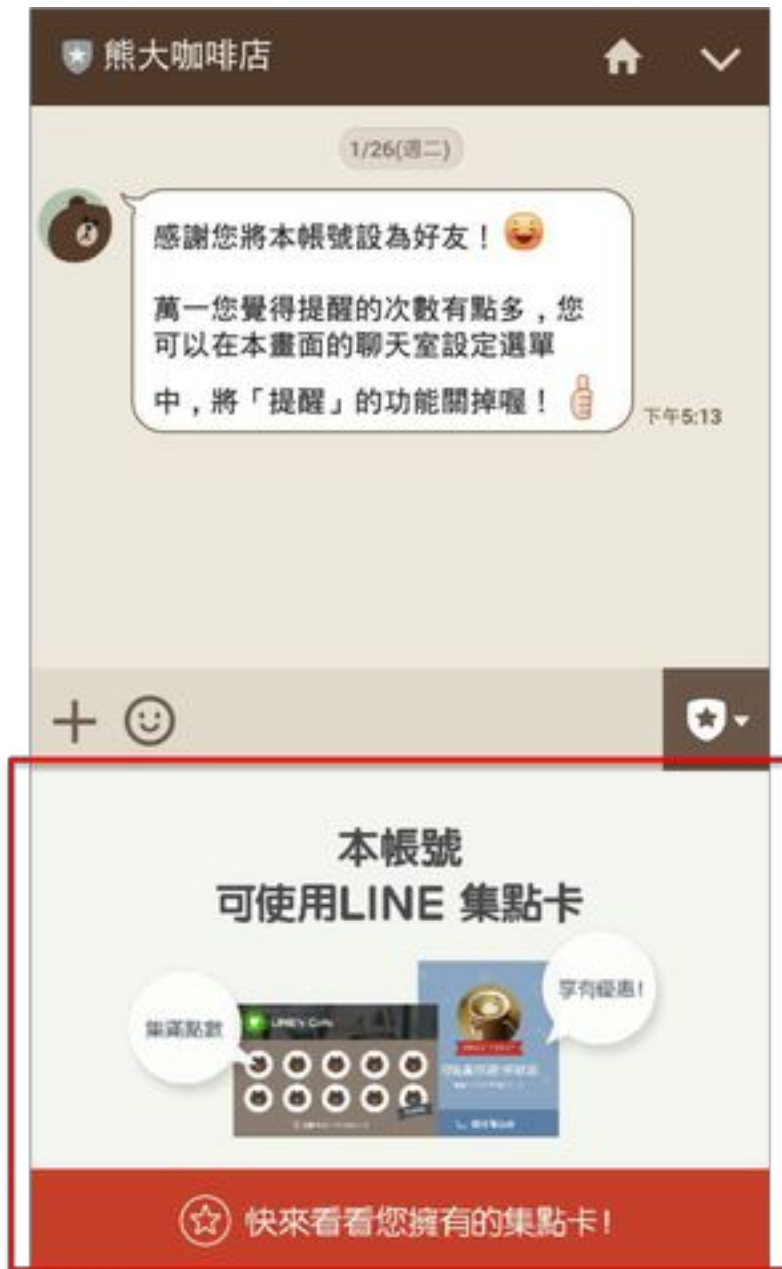 熊大咖啡店
1/26(週二)
感謝您將本帳號設為好友！
萬一您覺得提醒的次數有點多，您
可以在本畫面的聊天室設定選單
中，將「提醒」的功能關掉喔！
下午5:13
本帳號
可使用LINE 集點卡
享有優惠!
集滿點數
LINE's Cafe
快來看看您擁有的集點卡!